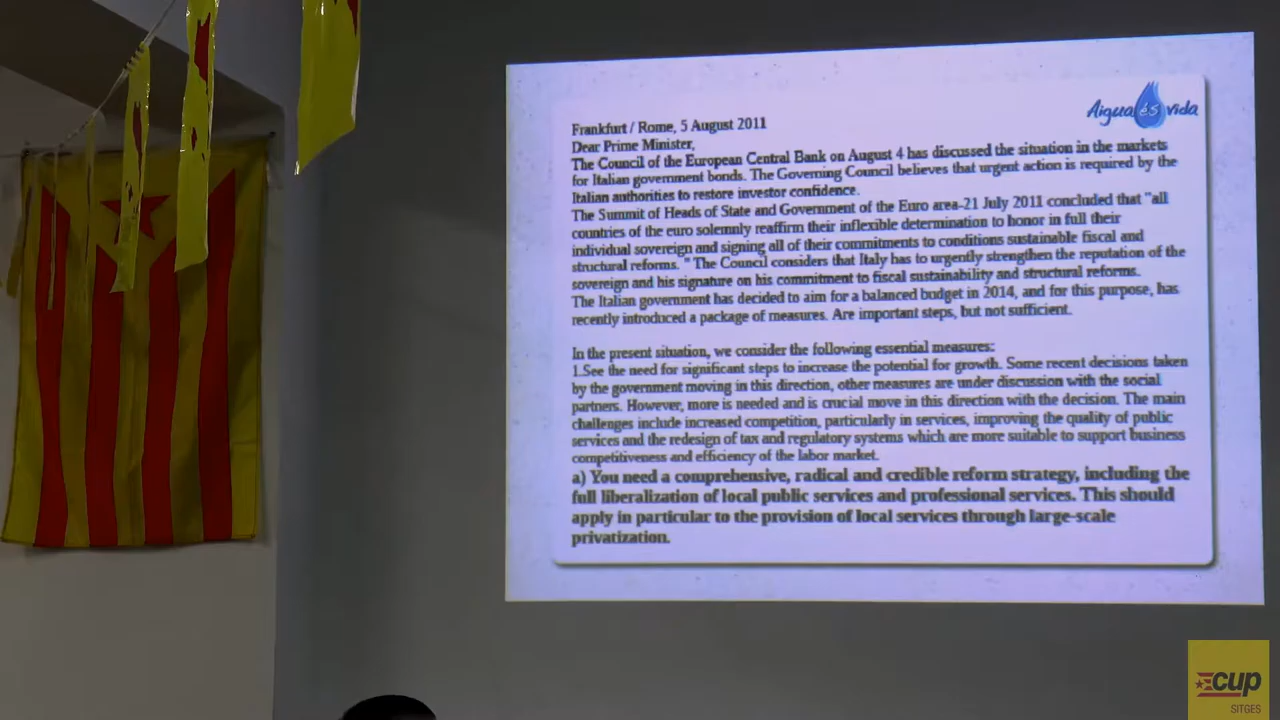 Aigua és vida
Frankfurt / Rome, 5 August 2011
Dear Prime Minister,
The Council of the European Central Bank on August 4 has discussed the situation in the markets
for Italian government bonds. The Governing Council believes that urgent action is required by the
Italian authorities to restore investor confidence.
The Summit of Heads of State and Government of the Euro area-21 July 2011 concluded that "all
countries of the euro solemnly reaffirm their inflexible determination to honor in full their
individual sovereign and signing all of their commitments to conditions sustainable fiscal and
structural reforms. " The Council considers that Italy has to urgently strengthen the reputation of the
sovereign and his signature on his commitment to fiscal sustainability and structural reforms.
The Italian government has decided to aim for a balanced budget in 2014, and for this purpose, has
recently introduced a package of measures. Are important steps, but not sufficient.
In the present situation, we consider the following essential measures:
1.See the need for significant steps to increase the potential for growth. Some recent decisions taken
by the government moving in this direction, other measures are under discussion with the social
partners. However, more is needed and is crucial move in this direction with the decision. The main
challenges include increased competition, particularly in services, improving the quality of public
services and the redesign of tax and regulatory systems which are more suitable to support business
competitiveness and efficiency of the labor market.
a) You need a comprehensive, radical and credible reform strategy, including the
full liberalization of local public services and professional services. This should
apply in particular to the provision of local services through large-scale
privatization.
cup
SITGES